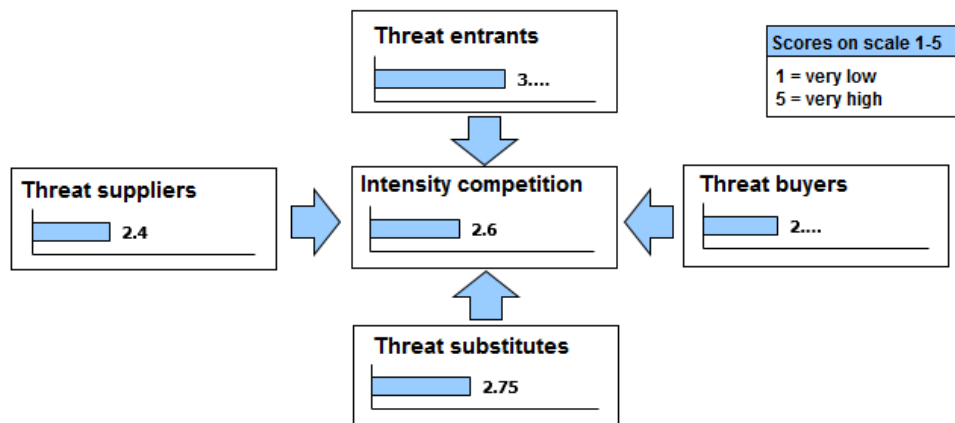 Threat entrants
3....
Scores on scale 1-5
1 = very low
5 = very high
Threat suppliers
2.4
Intensity competition
2.6
Threat buyers
2....
Threat substitutes
2.75